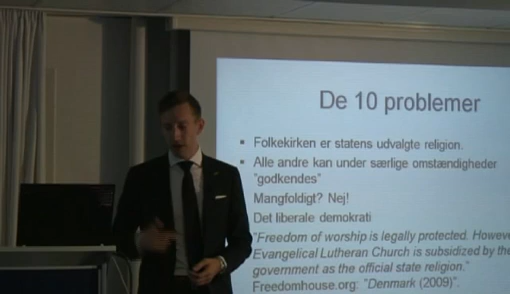 De 10 problemer
Folkekirken er statens udvalgte religion.
Alle andre kan under særlige omstændigheder
"godkendes"
Mangfoldigt? Nej!
Det liberale demokrati
"Freedom of worship is legally protected. However
Evangelical Lutheran Church is subsidized by the
government as the official state religion."
Freedomhouse.org: "Denmark (2009)".